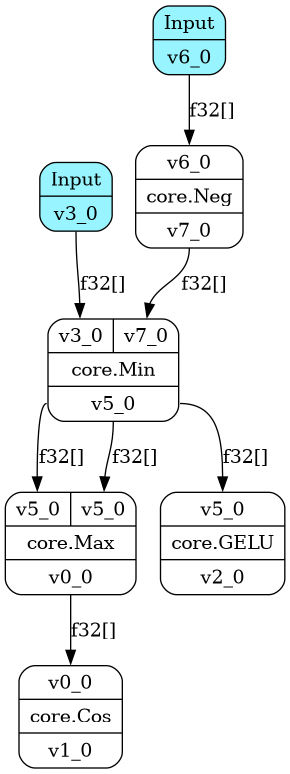 Input
v6_0
f32[]
v6_0
core.Neg
v7_0
Input
v3_0
f32[]
f32[]
v3_0 v7_0
core.Min
v5_0
f32[]
f32[]
f32[]
v5_0 v5_0
core.Max
v0_0
v5_0
core.GELU
v2_0
f32[]
v0_0
core.Cos
v1_0